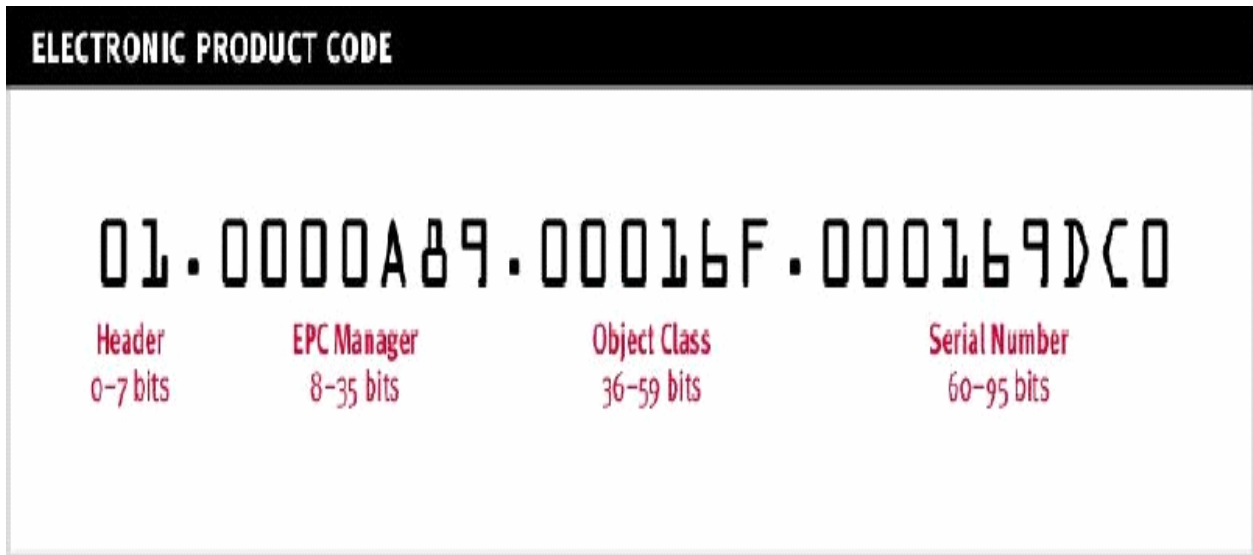 ELECTRONIC PRODUCT CODE
01.0000A89.00016F.000169DC0
Header EPC Manager Object Class Serial Number
0-7 bits 8-35 bits 36-59 bits 60-95 bits